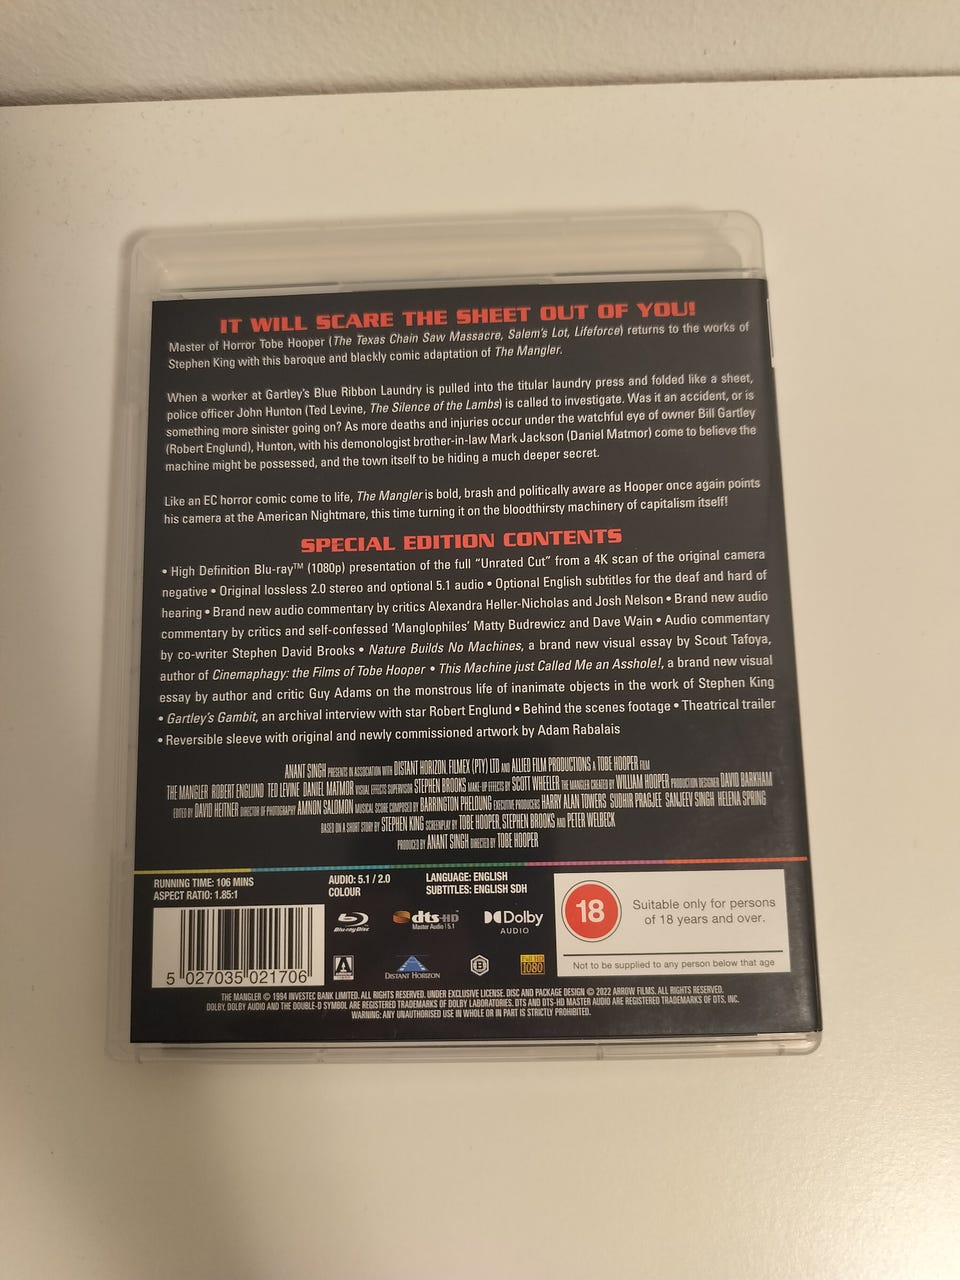 IT WILL SCARE THE SHEET OUT OF YOU!
Master of Horror Tobe Hooper (The Texas Chain Saw Massacre, Salem's Lot, Lifeforce) returns to the works of
Stephen King with this baroque and blackly comic adaptation of The Mangler.
When a worker at Gartley's Blue Ribbon Laundry is pulled into the titular laundry press and folded like a sheet,
police officer John Hunton (Ted Levine, The Silence of the Lambs) is called to investigate. Was it an accident, or is
something more sinister going on? As more deaths and injuries occur under the watchful eye of owner Bill Gartley
(Robert Englund), Hunton, with his demonologist brother-in-law Mark Jackson (Daniel Matmor) come to believe the
machine might be possessed, and the town itself to be hiding a much deeper secret.
Like an EC horror comic come to life, The Mangler is bold, brash and politically aware as Hooper once again points
his camera at the American Nightmare, this time turning it on the bloodthirsty machinery of capitalism itself!
SPECIAL EDITION CONTENTS
• High Definition Blu-ray™ (1080p) presentation of the full "Unrated Cut" from a 4K scan of the original camera
negative • Original lossless 2.0 stereo and optional 5.1 audio • Optional English subtitles for the deaf and hard of
hearing • Brand new audio commentary by critics Alexandra Heller-Nicholas and Josh Nelson • Brand new audio
commentary by critics and self-confessed 'Manglophiles' Matty Budrewicz and Dave Wain • Audio commentary
by co-writer Stephen David Brooks • Nature Builds No Machines, a brand new visual essay by Scout Tafoya,
author of Cinemaphagy: the Films of Tobe Hooper • This Machine just Called Me an Asshole!, a brand new visual
essay by author and critic Guy Adams on the monstrous life of inanimate objects in the work of Stephen King
• Gartley's Gambit, an archival interview with star Robert Englund • Behind the scenes footage • Theatrical trailer
• Reversible sleeve with original and newly commissioned artwork by Adam Rabalais
ANANT SINGH PRESENTS IN ASSOCIATION WITH DISTANT HORIZON, FILMEX (PTY) LTD AND ALLIED FILM PRODUCTIONS A TOBE HOOPER FILM
THE MANGLER ROBERT ENGLUND TED LEVINE DANIEL MATMOR VISUAL EFFECTS SUPERVISOR STEPHEN BROOKS MAKE-UP EFFECTS BY SCOTT WHEELER THE MANGLER CREATED BY WILLIAM HOOPER PRODUCTION DESIGNER DAVID BARKHAM
EDITED BY DAVID HEITNER DIRECTOR OF PHOTOGRAPHY AMNON SALOMON MUSICAL SCORE COMPOSED BY BARRINGTON PHELOUNG EXECUTIVE PRODUCERS HARRY ALAN TOWERS SUDHIR PRAGJEE SANJEEV SINGH HELENA SPRING
BASED ON A SHORT STORY BY STEPHEN KING SCREENPLAY BY TOBE HOOPER, STEPHEN BROOKS AND PETER WELBECK
PRODUCED BY ANANT SINGH DIRECTED BY TOBE HOOPER
RUNNING TIME: 106 MINS
ASPECT RATIO: 1.85:1
AUDIO: 5.1 / 2.0
COLOUR
LANGUAGE: ENGLISH
SUBTITLES: ENGLISH SDH
18
Suitable only for persons
of 18 years and over.
Not to be supplied to any person below that age
5 027035 021706
Blu-ray Disc
dts-HD
Master Audio | 5.1
Dolby
AUDIO
ARROW
DISTANT HORIZON
B
FULL HD
1080
THE MANGLER © 1994 INVESTEC BANK LIMITED. ALL RIGHTS RESERVED. UNDER EXCLUSIVE LICENSE. DISC AND PACKAGE DESIGN © 2022 ARROW FILMS. ALL RIGHTS RESERVED.
DOLBY, DOLBY AUDIO AND THE DOUBLE-D SYMBOL ARE REGISTERED TRADEMARKS OF DOLBY LABORATORIES. DTS AND DTS-HD MASTER AUDIO ARE REGISTERED TRADEMARKS OF DTS, INC.
WARNING: ANY UNAUTHORISED USE IN WHOLE OR IN PART IS STRICTLY PROHIBITED.